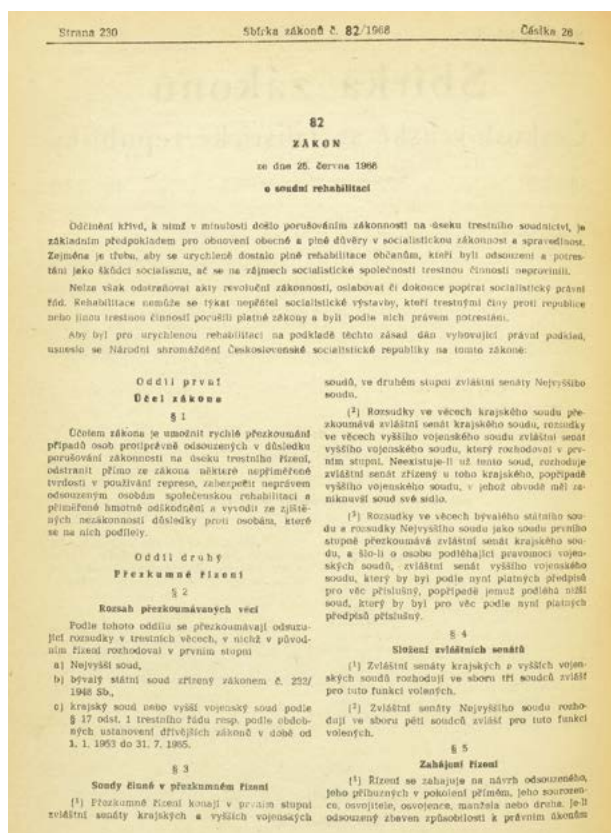 Strana 230
Sbírka zákonů č. 82/1968
Částka 26
82
ZÁKON
ze dne 25. června 1968
o soudní rehabilitaci
Odčinění křivd, k nimž v minulosti došlo porušováním zákonnosti na úseku trestního soudnictví, je
základním předpokladem pro obnovení obecné a plné důvěry v socialistickou zákonnost a spravedlnost.
Zejména je třeba, aby se urychleně dostalo plné rehabilitace občanům, kteří byli odsouzeni a potres-
táni jako škůdci socialismu, ač se na zájmech socialistické společnosti trestnou činností neprovinili.
Nelze však odstraňovat akty revoluční zákonnosti, oslabovat či dokonce popírat socialistický právní
řád. Rehabilitace nemůže se týkat nepřátel socialistické výstavby, kteří trestnými činy proti republice
nebo jinou trestnou činností porušili platné zákony a byli podle nich právem potrestáni.
Aby byl pro urychlenou rehabilitaci na podkladě těchto zásad dán vyhovující právní podklad,
usneslo se Národní shromáždění Československé socialistické republiky na tomto zákoně:
Oddíl první
Účel zákona
§ 1
Účelem zákona je umožnit rychlé přezkoumání
případů osob protiprávně odsouzených v důsledku
porušování zákonnosti na úseku trestního řízení,
odstranit přímo ze zákona některé nepřiměřené
tvrdosti v používání represe, zabezpečit neprávem
odsouzeným osobám společenskou rehabilitaci a
přiměřené hmotné odškodnění a vyvodit ze zjiště-
ných nezákonností důsledky proti osobám, které
se na nich podílely.
Oddíl druhý
Přezkumné řízení
§ 2
Rozsah přezkoumávaných věcí
Podle tohoto oddílu se přezkoumávají odsuzu-
jící rozsudky v trestních věcech, v nichž v původ-
ním řízení rozhodoval v prvním stupni
a) Nejvyšší soud,
b) bývalý státní soud zřízený zákonem č. 232/
1948 Sb.,
c) krajský soud nebo vyšší vojenský soud podle
§ 17 odst. 1 trestního řádu resp. podle obdob-
ných ustanovení dřívějších zákonů v době od
1. 1. 1953 do 31. 7. 1965.
§ 3
Soudy činné v přezkumném řízení
(¹) Přezkumné řízení konají v prvním stupni
zvláštní senáty krajských a vyšších vojenských
soudů, ve druhém stupni zvláštní senáty Nejvyššího
soudu.
(²) Rozsudky ve věcech krajského soudu pře-
zkoumává zvláštní senát krajského soudu, rozsudky
ve věcech vyššího vojenského soudu zvláštní senát
vyššího vojenského soudu, který rozhodoval v prv-
ním stupni. Neexistuje-li už tento soud, rozhoduje
zvláštní senát zřízený u toho krajského, popřípadě
vyššího vojenského soudu, v jehož obvodě měl za-
niknuvší soud své sídlo.
(³) Rozsudky ve věcech bývalého státního sou-
du a rozsudky Nejvyššího soudu jako soudu prvního
stupně přezkoumává zvláštní senát krajského sou-
du, a šlo-li o osobu podléhající pravomoci vojen-
ských soudů, zvláštní senát vyššího vojenského
soudu, který by byl podle nyní platných předpisů
pro věc příslušný, popřípadě jemuž podléhá nižší
soud, který by byl pro věc podle nyní platných
předpisů příslušný.
§ 4
Složení zvláštních senátů
(¹) Zvláštní senáty krajských a vyšších vojen-
ských soudů rozhodují ve sboru tří soudců zvlášť
pro tuto funkci volených.
(²) Zvláštní senáty Nejvyššího soudu rozho-
dují ve sboru pěti soudců zvlášť pro tuto funkci
volených.
§ 5
Zahájení řízení
(¹) Řízení se zahajuje na návrh odsouzeného,
jeho příbuzných v pokolení přímém, jeho sourozen-
ce, osvojitele, osvojence, manžela nebo druha. Je-li
odsouzený zbaven způsobilosti k právním úkonům